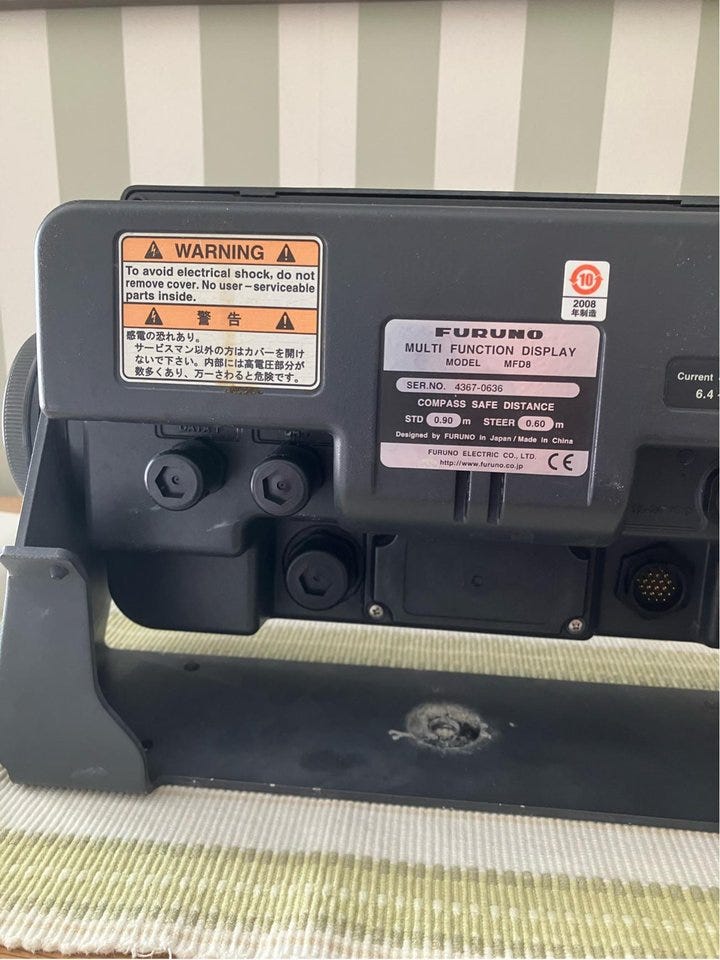 WARNING
To avoid electrical shock, do not
remove cover. No user-serviceable
parts inside.
警 告
感電の恐れあり。
サービスマン以外の方はカバーを開け
ないで下さい。内部には高電圧部分が
数多くあり、万一さわると危険です。
10
2008
年制造
FURUNO
MULTI FUNCTION DISPLAY
MODEL MFD8
SER.NO. 4367-0636
COMPASS SAFE DISTANCE
STD 0.90 m STEER 0.60 m
Designed by FURUNO in Japan/Made in China
FURUNO ELECTRIC CO., LTD.
http://www.furuno.co.jp
CE
Current
6.4